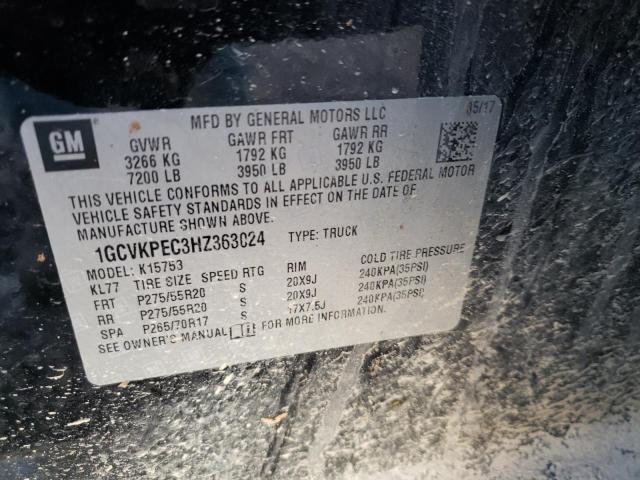 GM
MFD BY GENERAL MOTORS LLC 05/17
GVWR GAWR FRT GAWR RR
3266 KG 1792 KG 1792 KG
7200 LB 3950 LB 3950 LB
THIS VEHICLE CONFORMS TO ALL APPLICABLE U.S. FEDERAL MOTOR
VEHICLE SAFETY STANDARDS IN EFFECT ON THE DATE OF
MANUFACTURE SHOWN ABOVE.
1GCVKPEC3HZ363024 TYPE: TRUCK
MODEL: K15753
KL77 TIRE SIZE SPEED RTG RIM COLD TIRE PRESSURE
FRT P275/55R20 S 20X9J 240KPA(35PSI)
RR P275/55R20 S 20X9J 240KPA(35PSI)
SPA P265/70R17 S 17X7.5J 240KPA(35PSI)
SEE OWNER'S MANUAL FOR MORE INFORMATION.